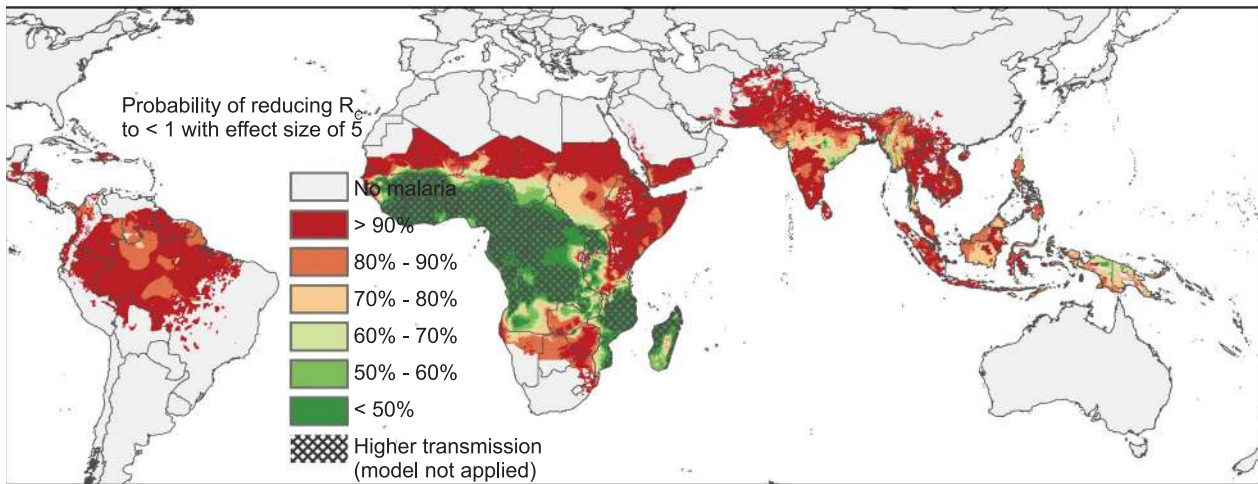 Probability of reducing R_c
to < 1 with effect size of 5
No malaria
> 90%
80% - 90%
70% - 80%
60% - 70%
50% - 60%
< 50%
Higher transmission
(model not applied)